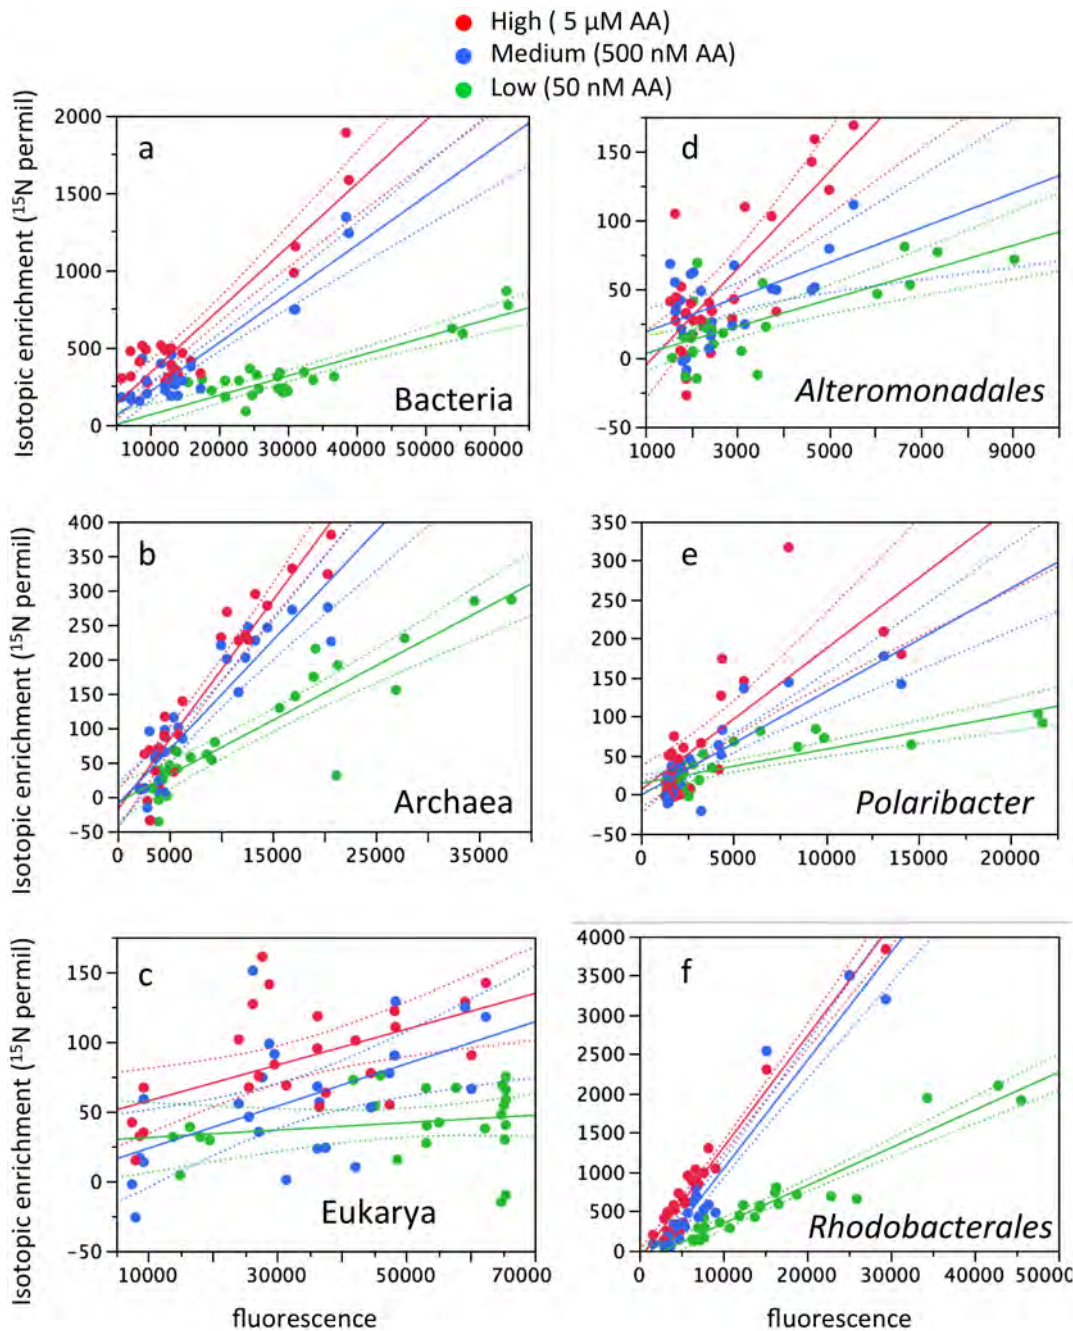 High ( 5 µM AA)
Medium (500 nM AA)
Low (50 nM AA)
Isotopic enrichment (¹⁵N permil)
a
2000
1500
1000
500
0
10000 20000 30000 40000 50000 60000
Bacteria
d
150
100
50
0
−50
1000 3000 5000 7000 9000
Alteromonadales
Isotopic enrichment (¹⁵N permil)
b
400
350
300
250
200
150
100
50
0
−50
0 5000 15000 25000 35000
Archaea
e
350
300
250
200
150
100
50
0
−50
0 5000 10000 15000 20000
Polaribacter
Isotopic enrichment (¹⁵N permil)
c
150
100
50
0
−50
10000 30000 50000 70000
Eukarya
fluorescence
f
4000
3500
3000
2500
2000
1500
1000
500
0
0 10000 20000 30000 40000 50000
Rhodobacterales
fluorescence